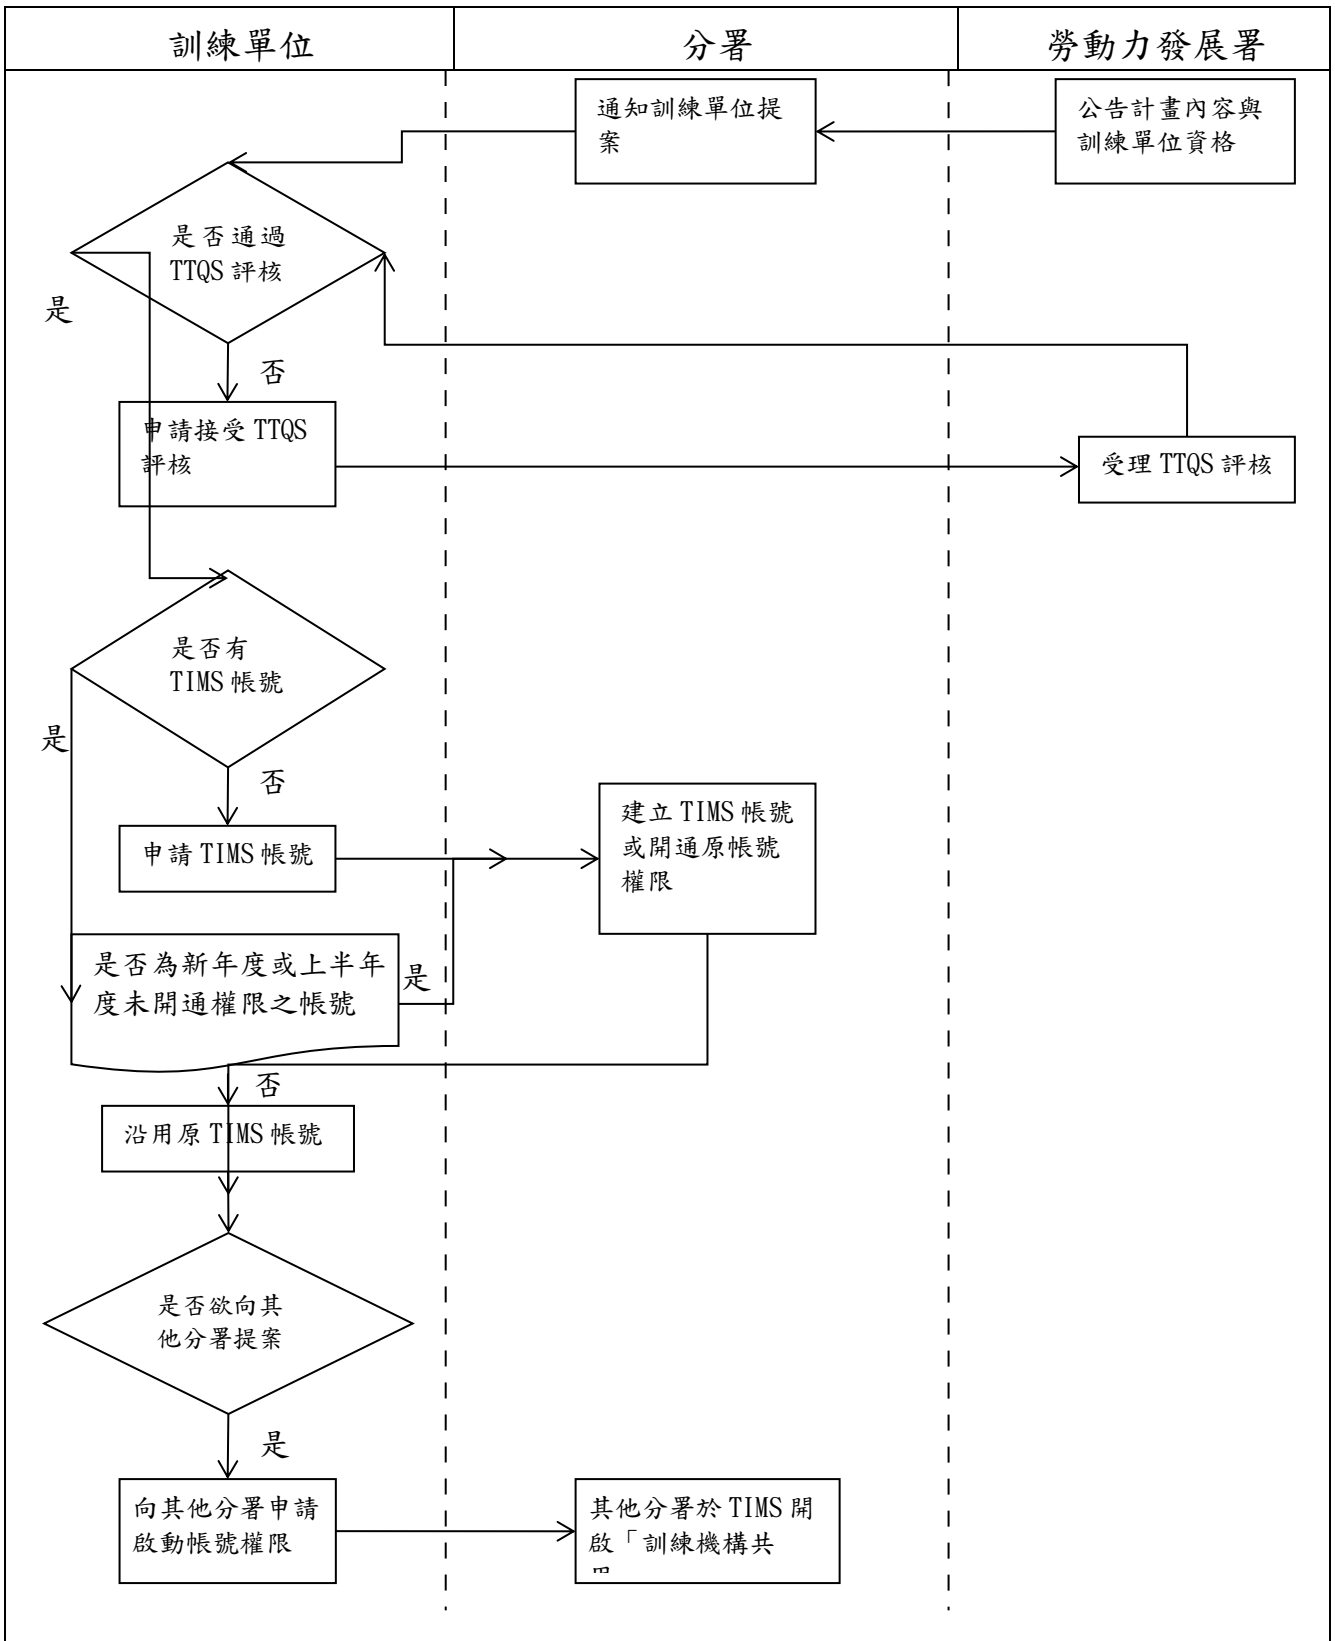 訓練單位
分署
勞動力發展署
通知訓練單位提
案
公告計畫內容與
訓練單位資格
是否通過
TTQS 評核
是
否
申請接受 TTQS
評核
受理 TTQS 評核
是否有
TIMS 帳號
是
否
申請 TIMS 帳號
建立 TIMS 帳號
或開通原帳號
權限
是否為新年度或上半年
度未開通權限之帳號
是
否
沿用原 TIMS 帳號
是否欲向其
他分署提案
是
向其他分署申請
啟動帳號權限
其他分署於 TIMS 開
啟「訓練機構共